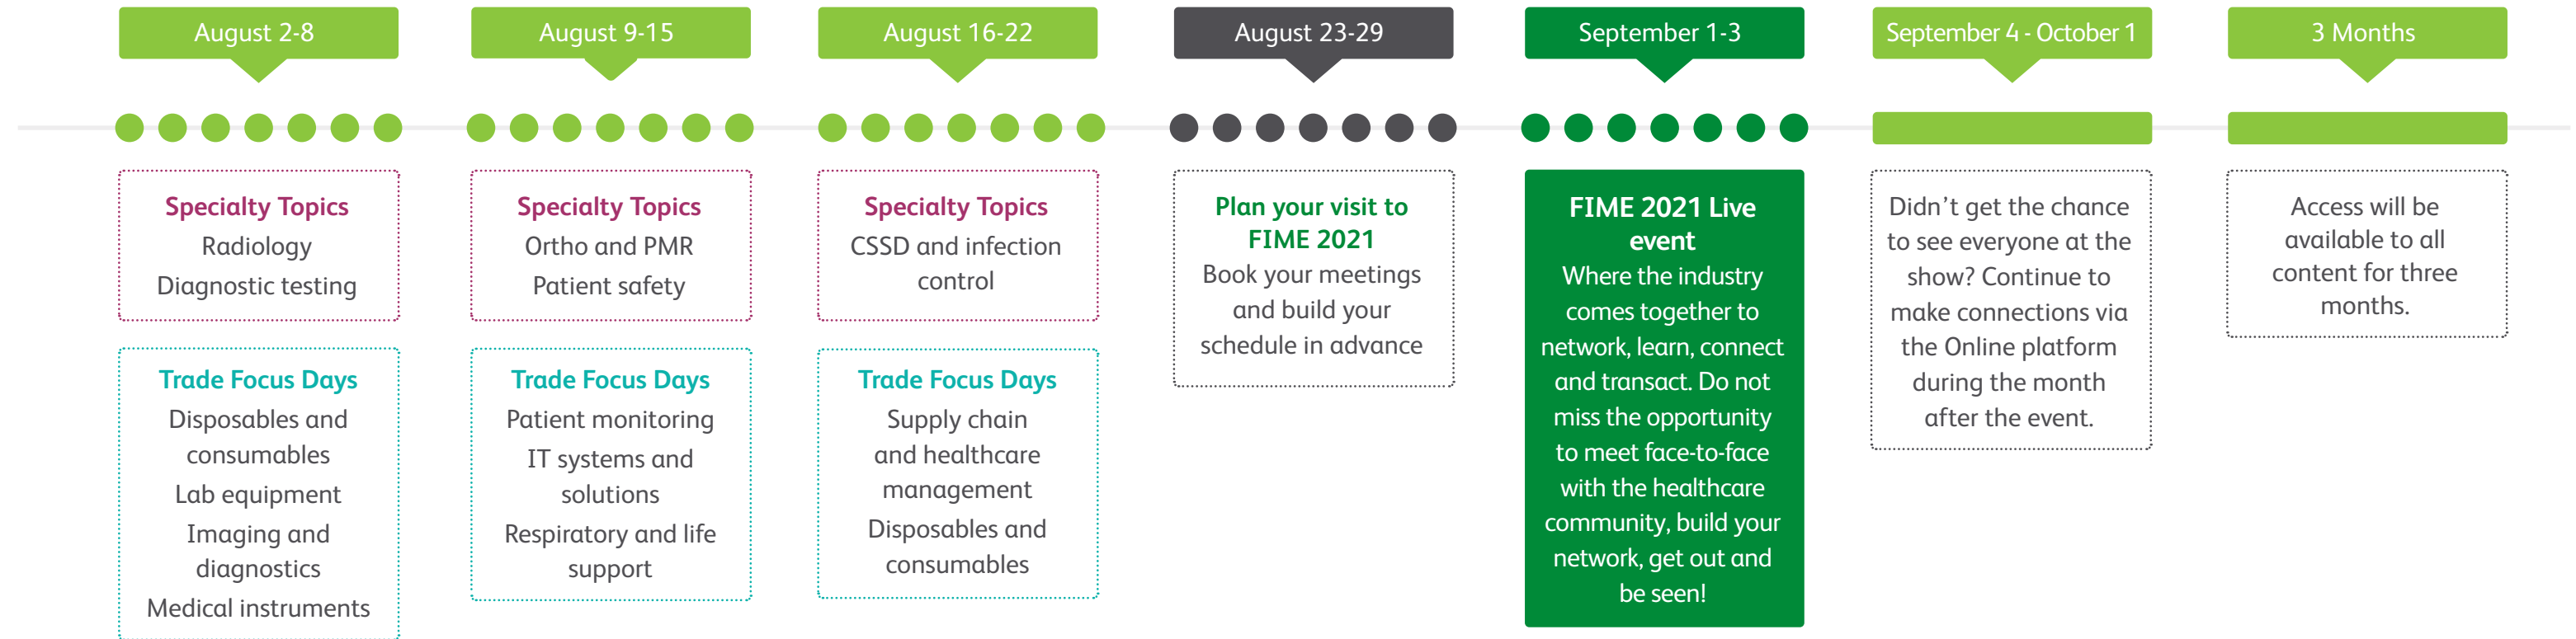 August 2-8
Specialty Topics
Radiology
Diagnostic testing
Trade Focus Days
Disposables and
consumables
Lab equipment
Imaging and
diagnostics
Medical instruments
August 9-15
Specialty Topics
Ortho and PMR
Patient safety
Trade Focus Days
Patient monitoring
IT systems and
solutions
Respiratory and life
support
August 16-22
Specialty Topics
CSSD and infection
control
Trade Focus Days
Supply chain
and healthcare
management
Disposables and
consumables
August 23-29
Plan your visit to
FIME 2021
Book your meetings
and build your
schedule in advance
September 1-3
FIME 2021 Live
event
Where the industry
comes together to
network, learn, connect
and transact. Do not
miss the opportunity
to meet face-to-face
with the healthcare
community, build your
network, get out and
be seen!
September 4 - October 1
Didn’t get the chance
to see everyone at the
show? Continue to
make connections via
the Online platform
during the month
after the event.
3 Months
Access will be
available to all
content for three
months.